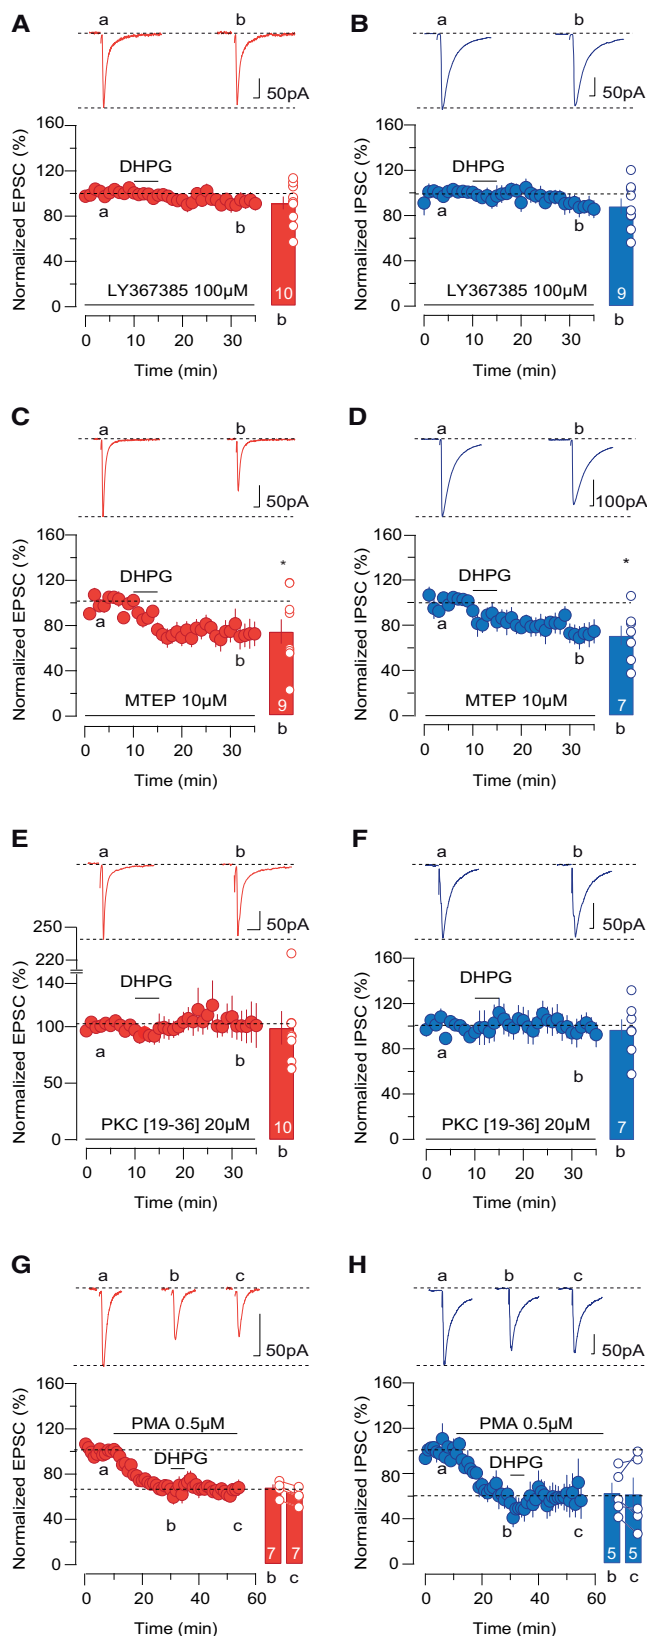 A
a b
50pA
Normalized EPSC (%)
160
120
80
40
0
DHPG
a
b
LY367385 100µM
10
b
0 10 20 30
Time (min)
B
a b
50pA
Normalized IPSC (%)
160
120
80
40
0
DHPG
a
b
LY367385 100µM
9
b
0 10 20 30
Time (min)
C
a b
50pA
Normalized EPSC (%)
160
120
80
40
0
*
DHPG
a
b
MTEP 10µM
9
b
0 10 20 30
Time (min)
D
a b
100pA
Normalized IPSC (%)
160
120
80
40
0
*
DHPG
a
b
MTEP 10µM
7
b
0 10 20 30
Time (min)
E
a b
50pA
Normalized EPSC (%)
250
220
140
100
60
0
DHPG
a
b
PKC [19-36] 20µM
10
b
0 10 20 30
Time (min)
F
a b
50pA
Normalized IPSC (%)
160
120
80
40
0
DHPG
a
b
PKC [19-36] 20µM
7
b
0 10 20 30
Time (min)
G
a b c
50pA
Normalized EPSC (%)
160
120
80
40
0
PMA 0.5µM
DHPG
a
b c
7 7
b c
0 20 40 60
Time (min)
H
a b c
50pA
Normalized IPSC (%)
160
120
80
40
0
PMA 0.5µM
DHPG
a
b c
5 5
b c
0 20 40 60
Time (min)